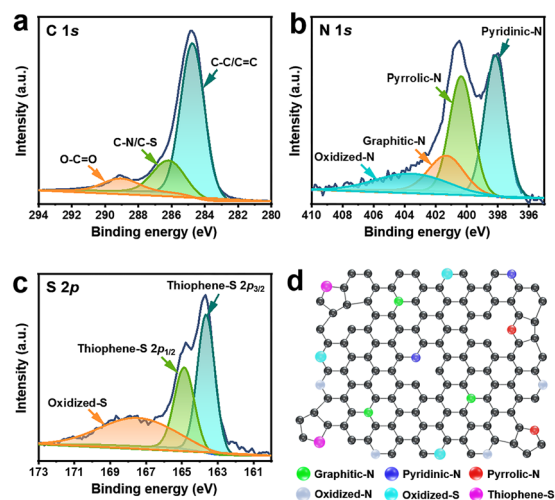 a
C 1s
C-C/C=C
C-N/C-S
O-C=O
Intensity (a.u.)
294 292 290 288 286 284 282 280
Binding energy (eV)
b
N 1s
Pyridinic-N
Pyrrolic-N
Graphitic-N
Oxidized-N
Intensity (a.u.)
410 408 406 404 402 400 398 396
Binding energy (eV)
c
S 2p
Thiophene-S 2p3/2
Thiophene-S 2p1/2
Oxidized-S
Intensity (a.u.)
173 171 169 167 165 163 161
Binding energy (eV)
d
Graphitic-N Pyridinic-N Pyrrolic-N
Oxidized-N Oxidized-S Thiophene-S